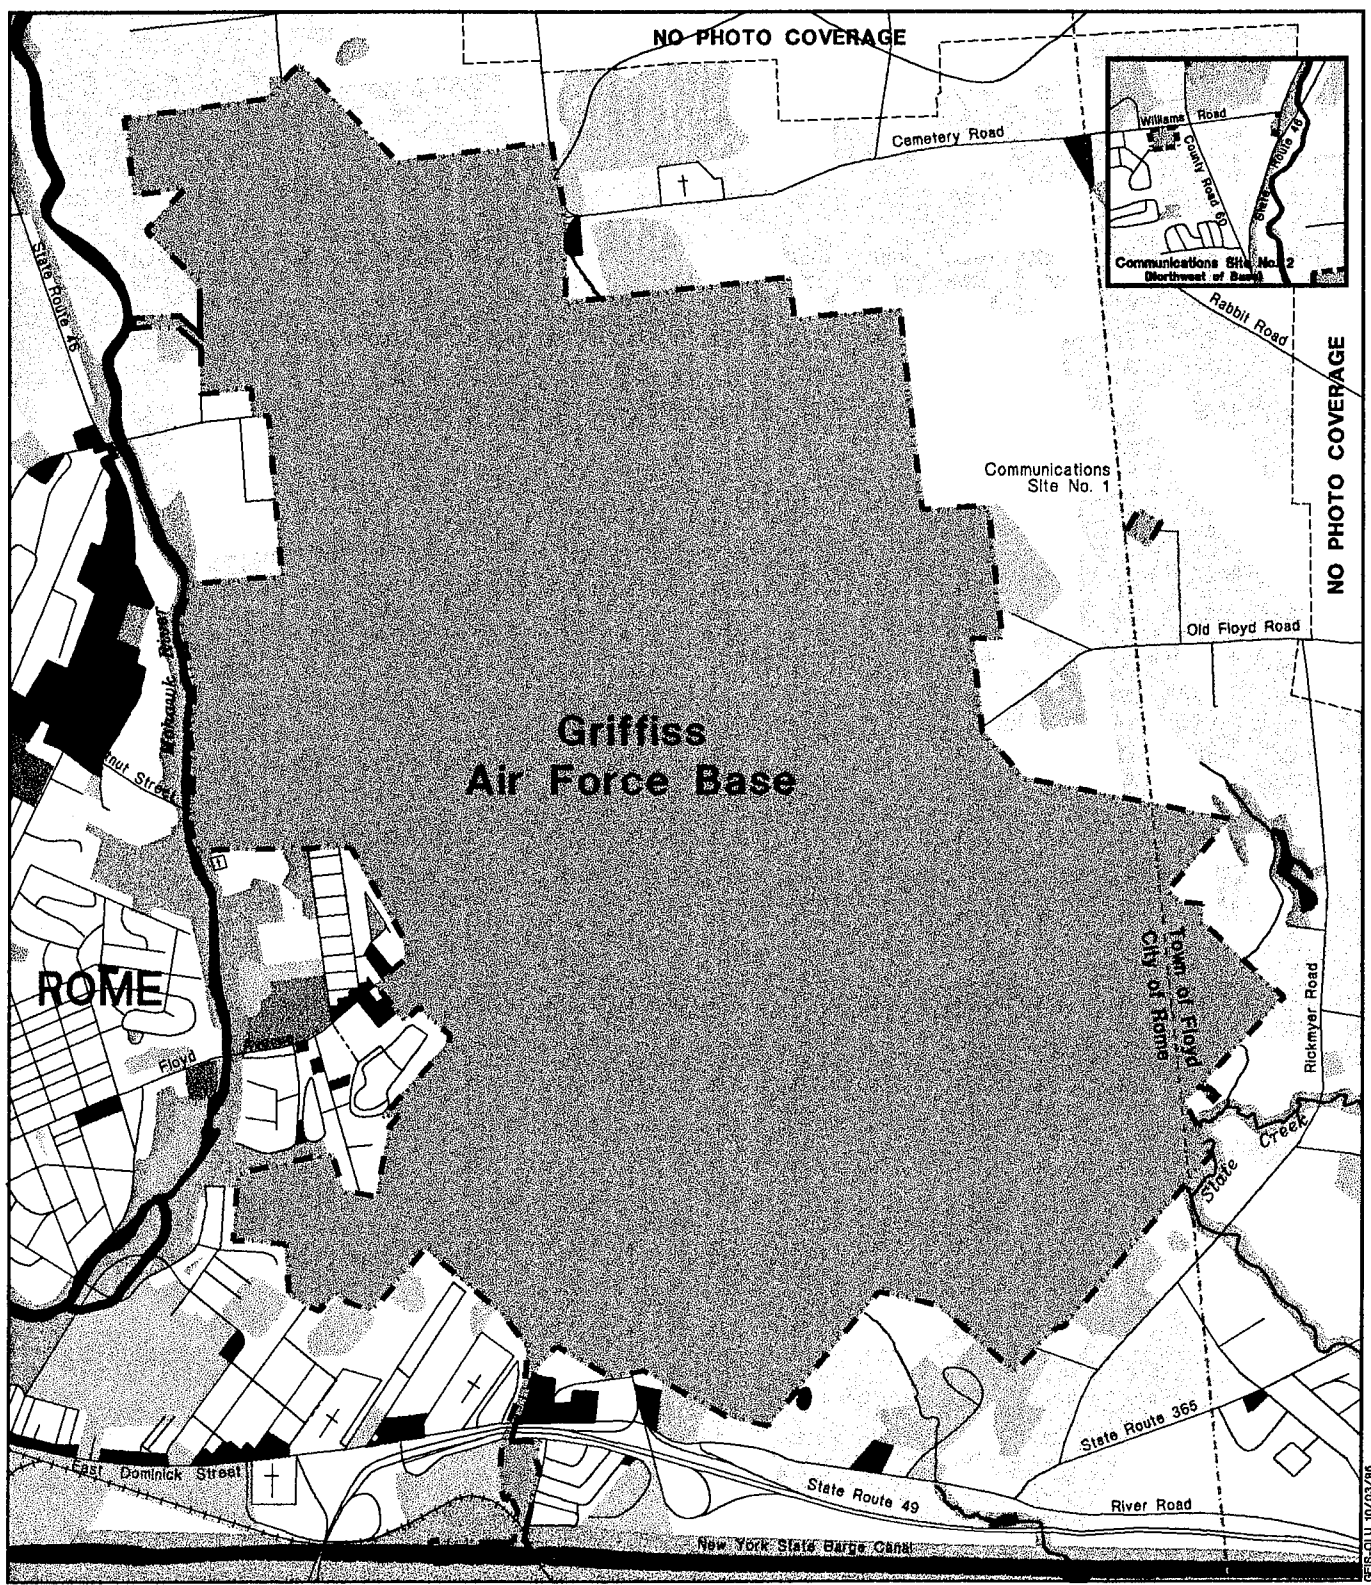 NO PHOTO COVERAGE
Cemetery Road
Williams Road
County Road 60
State Route 46
Communications Site No. 2
(Northwest of Base)
State Route 46
Rabbit Road
NO PHOTO COVERAGE
Communications
Site No. 1
Old Floyd Road
Mohawk River
Griffiss
Air Force Base
Street
ROME
Floyd
Town of Floyd
City of Rome
Rickmyer Road
State Creek
State Route 365
East Dominick Street
State Route 49
River Road
New York State Barge Canal